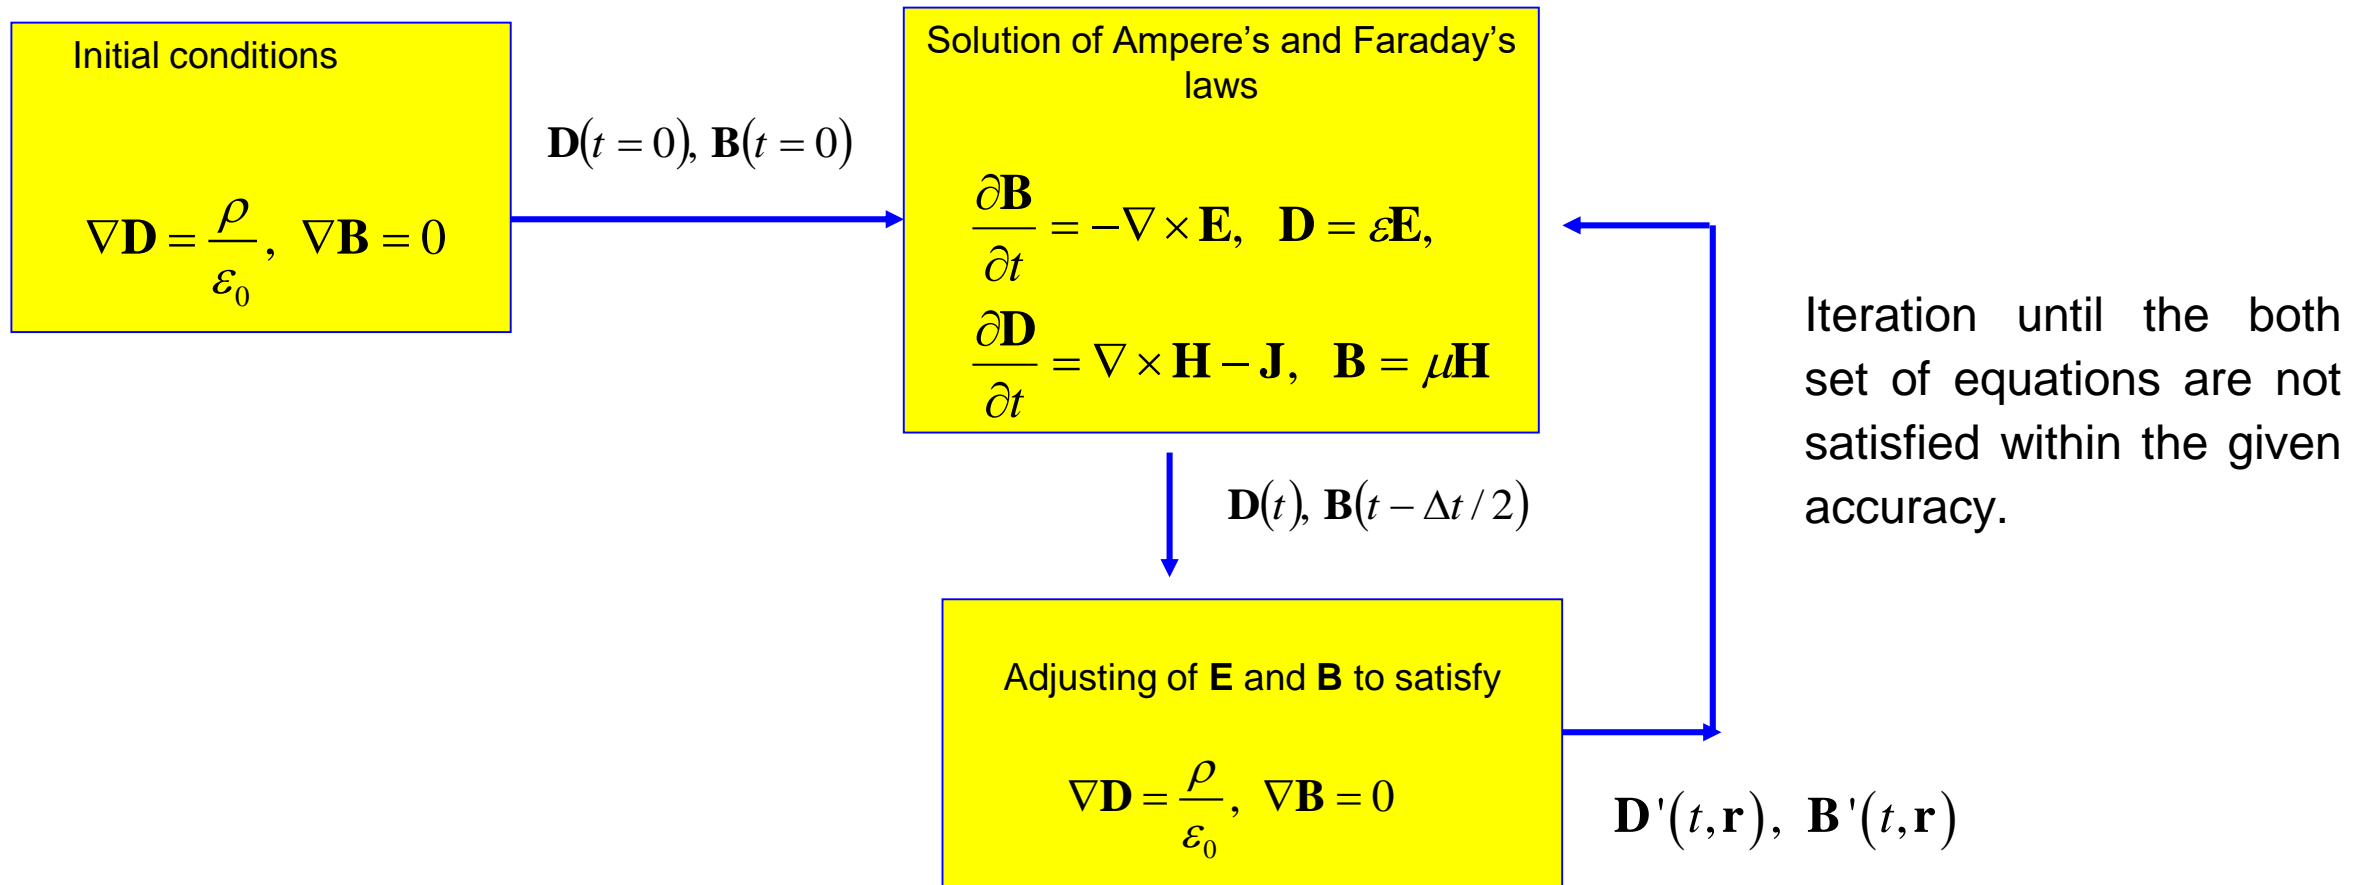 Initial conditions
∇𝐃 = ρ/ε₀, ∇𝐁 = 0
𝐃(t = 0), 𝐁(t = 0)
Solution of Ampere's and Faraday's
laws
∂𝐁/∂t = −∇ × 𝐄, 𝐃 = ε𝐄,
∂𝐃/∂t = ∇ × 𝐇 − 𝐉, 𝐁 = μ𝐇
𝐃(t), 𝐁(t − Δt / 2)
Adjusting of E and B to satisfy
∇𝐃 = ρ/ε₀, ∇𝐁 = 0
𝐃'(t,𝐫), 𝐁'(t,𝐫)
Iteration until the both
set of equations are not
satisfied within the given
accuracy.